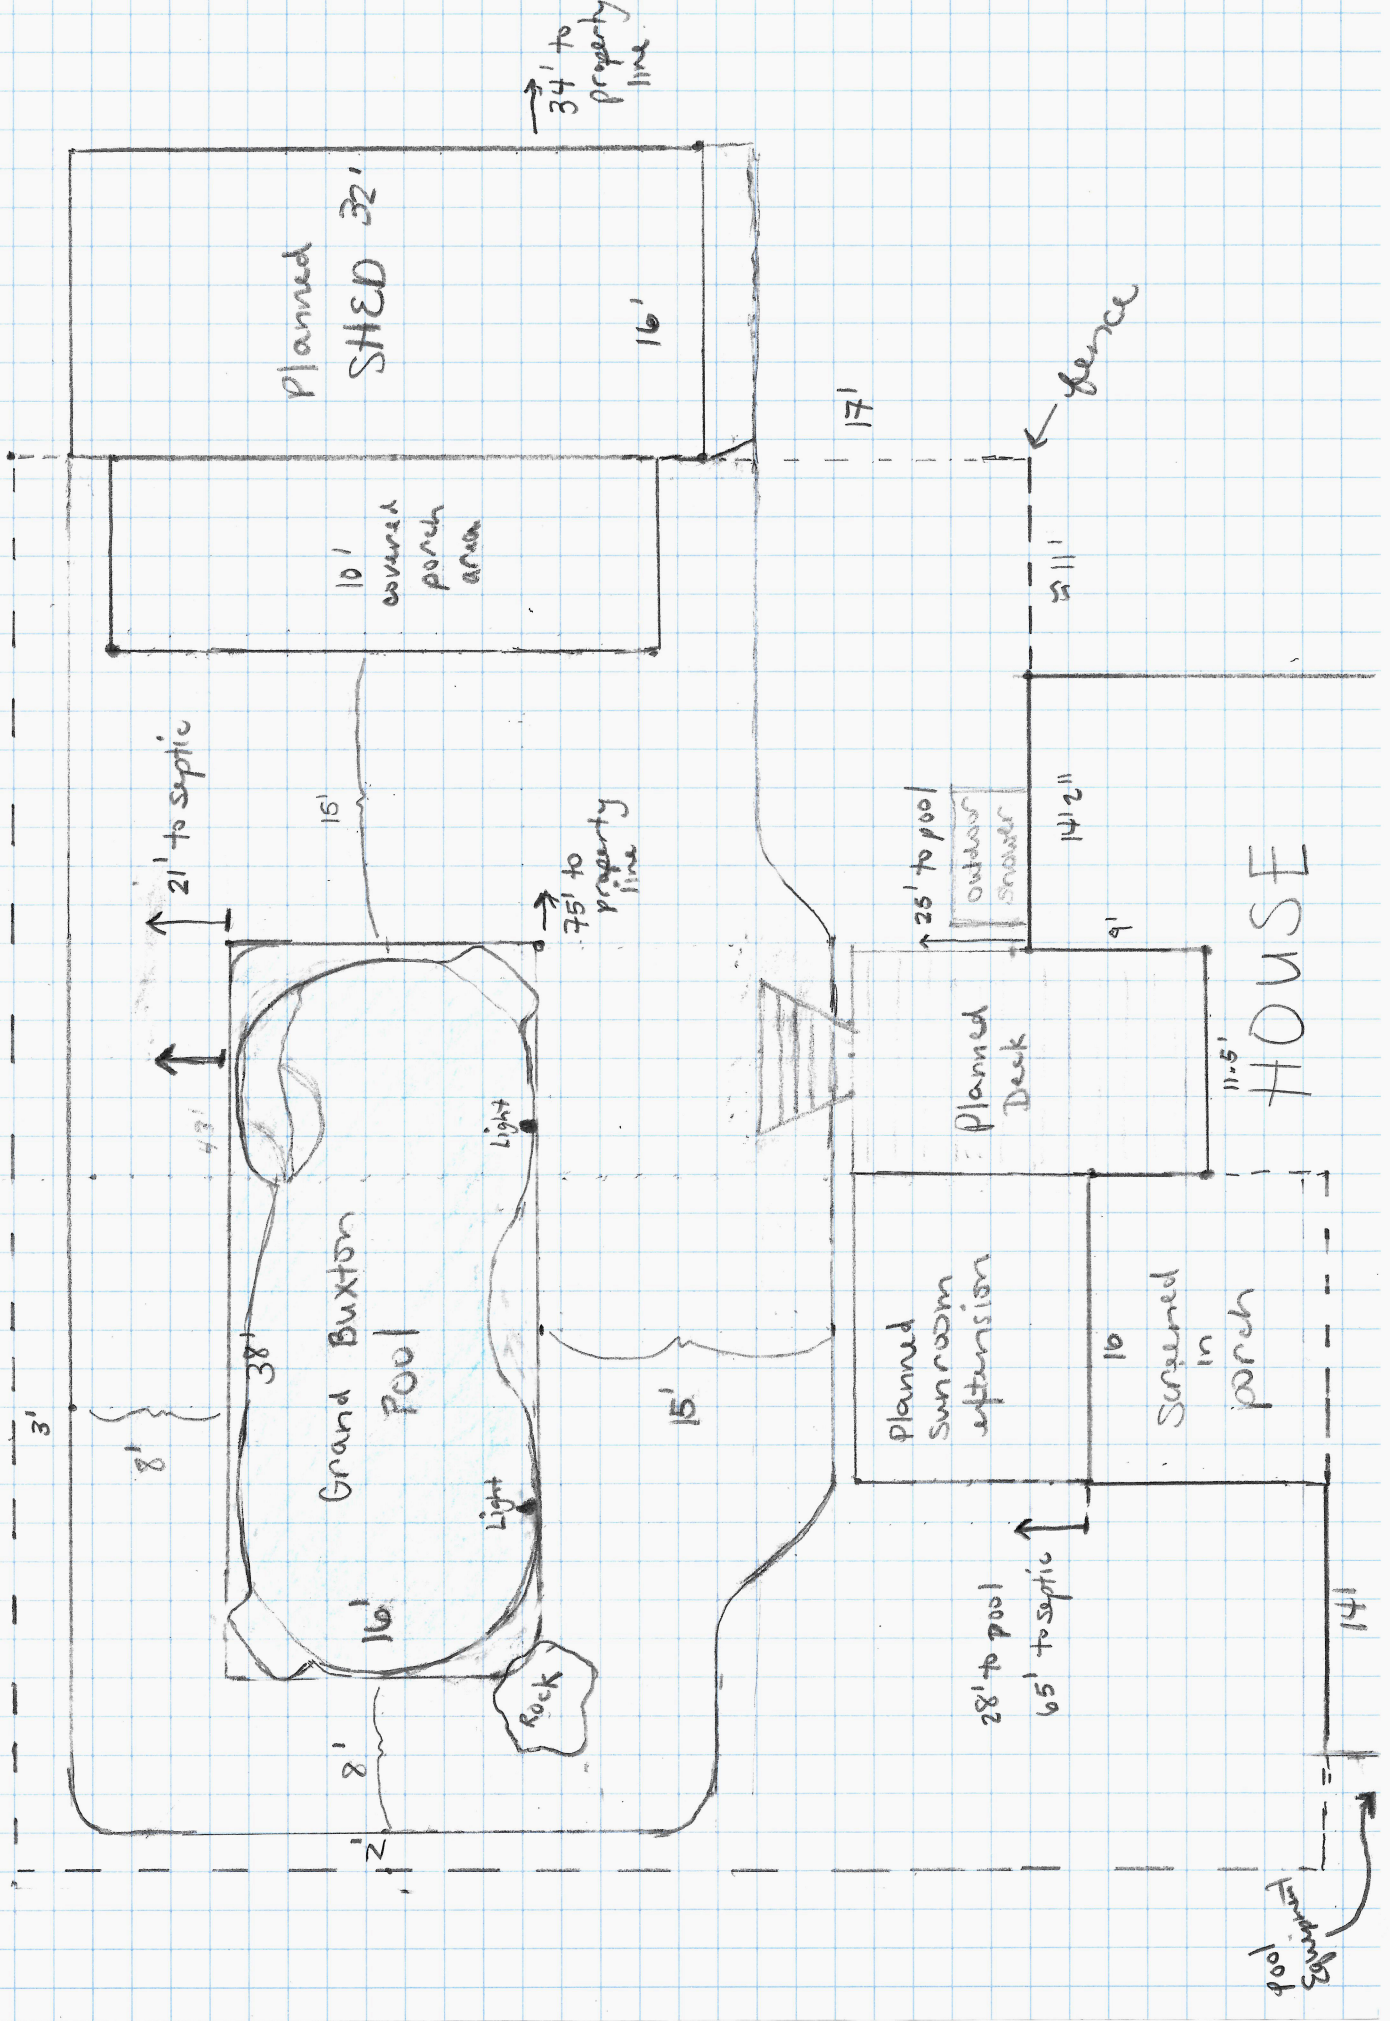 34' to
property
line
Planned
SHED 32'
16'
17'
fence
10'
covered
porch
area
≈ 11'
21' to septic
15'
75' to
property
line
25' to pool
outdoor
shower
14' 2"
9'
Planned
Deck
11.5'
HOUSE
43'
Light
Grand Buxton
Pool
38'
16'
Light
3'
8'
15'
Planned
sunroom
extension
16
Screened
in
porch
28' to pool
65' to septic
14'
Rock
8'
2'
Pool
Equipment